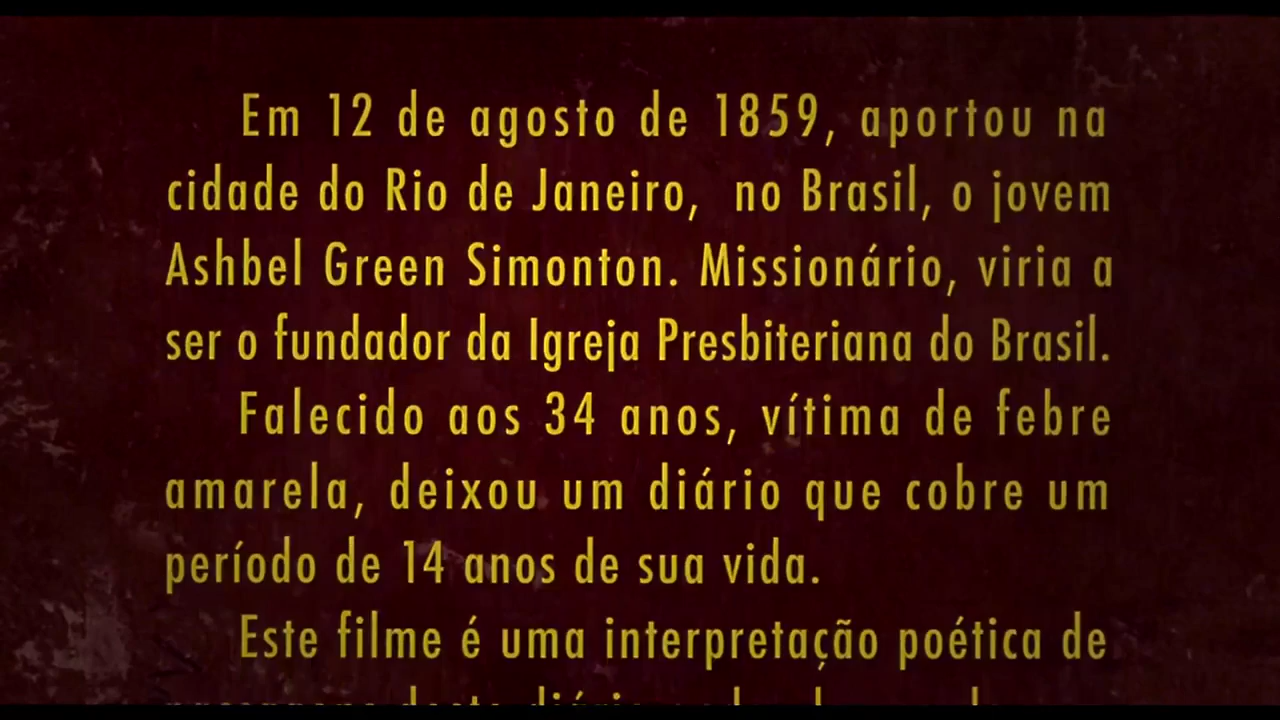 Em 12 de agosto de 1859, aportou na
cidade do Rio de Janeiro, no Brasil, o jovem
Ashbel Green Simonton. Missionário, viria a
ser o fundador da Igreja Presbiteriana do Brasil.
Falecido aos 34 anos, vítima de febre
amarela, deixou um diário que cobre um
período de 14 anos de sua vida.
Este filme é uma interpretação poética de